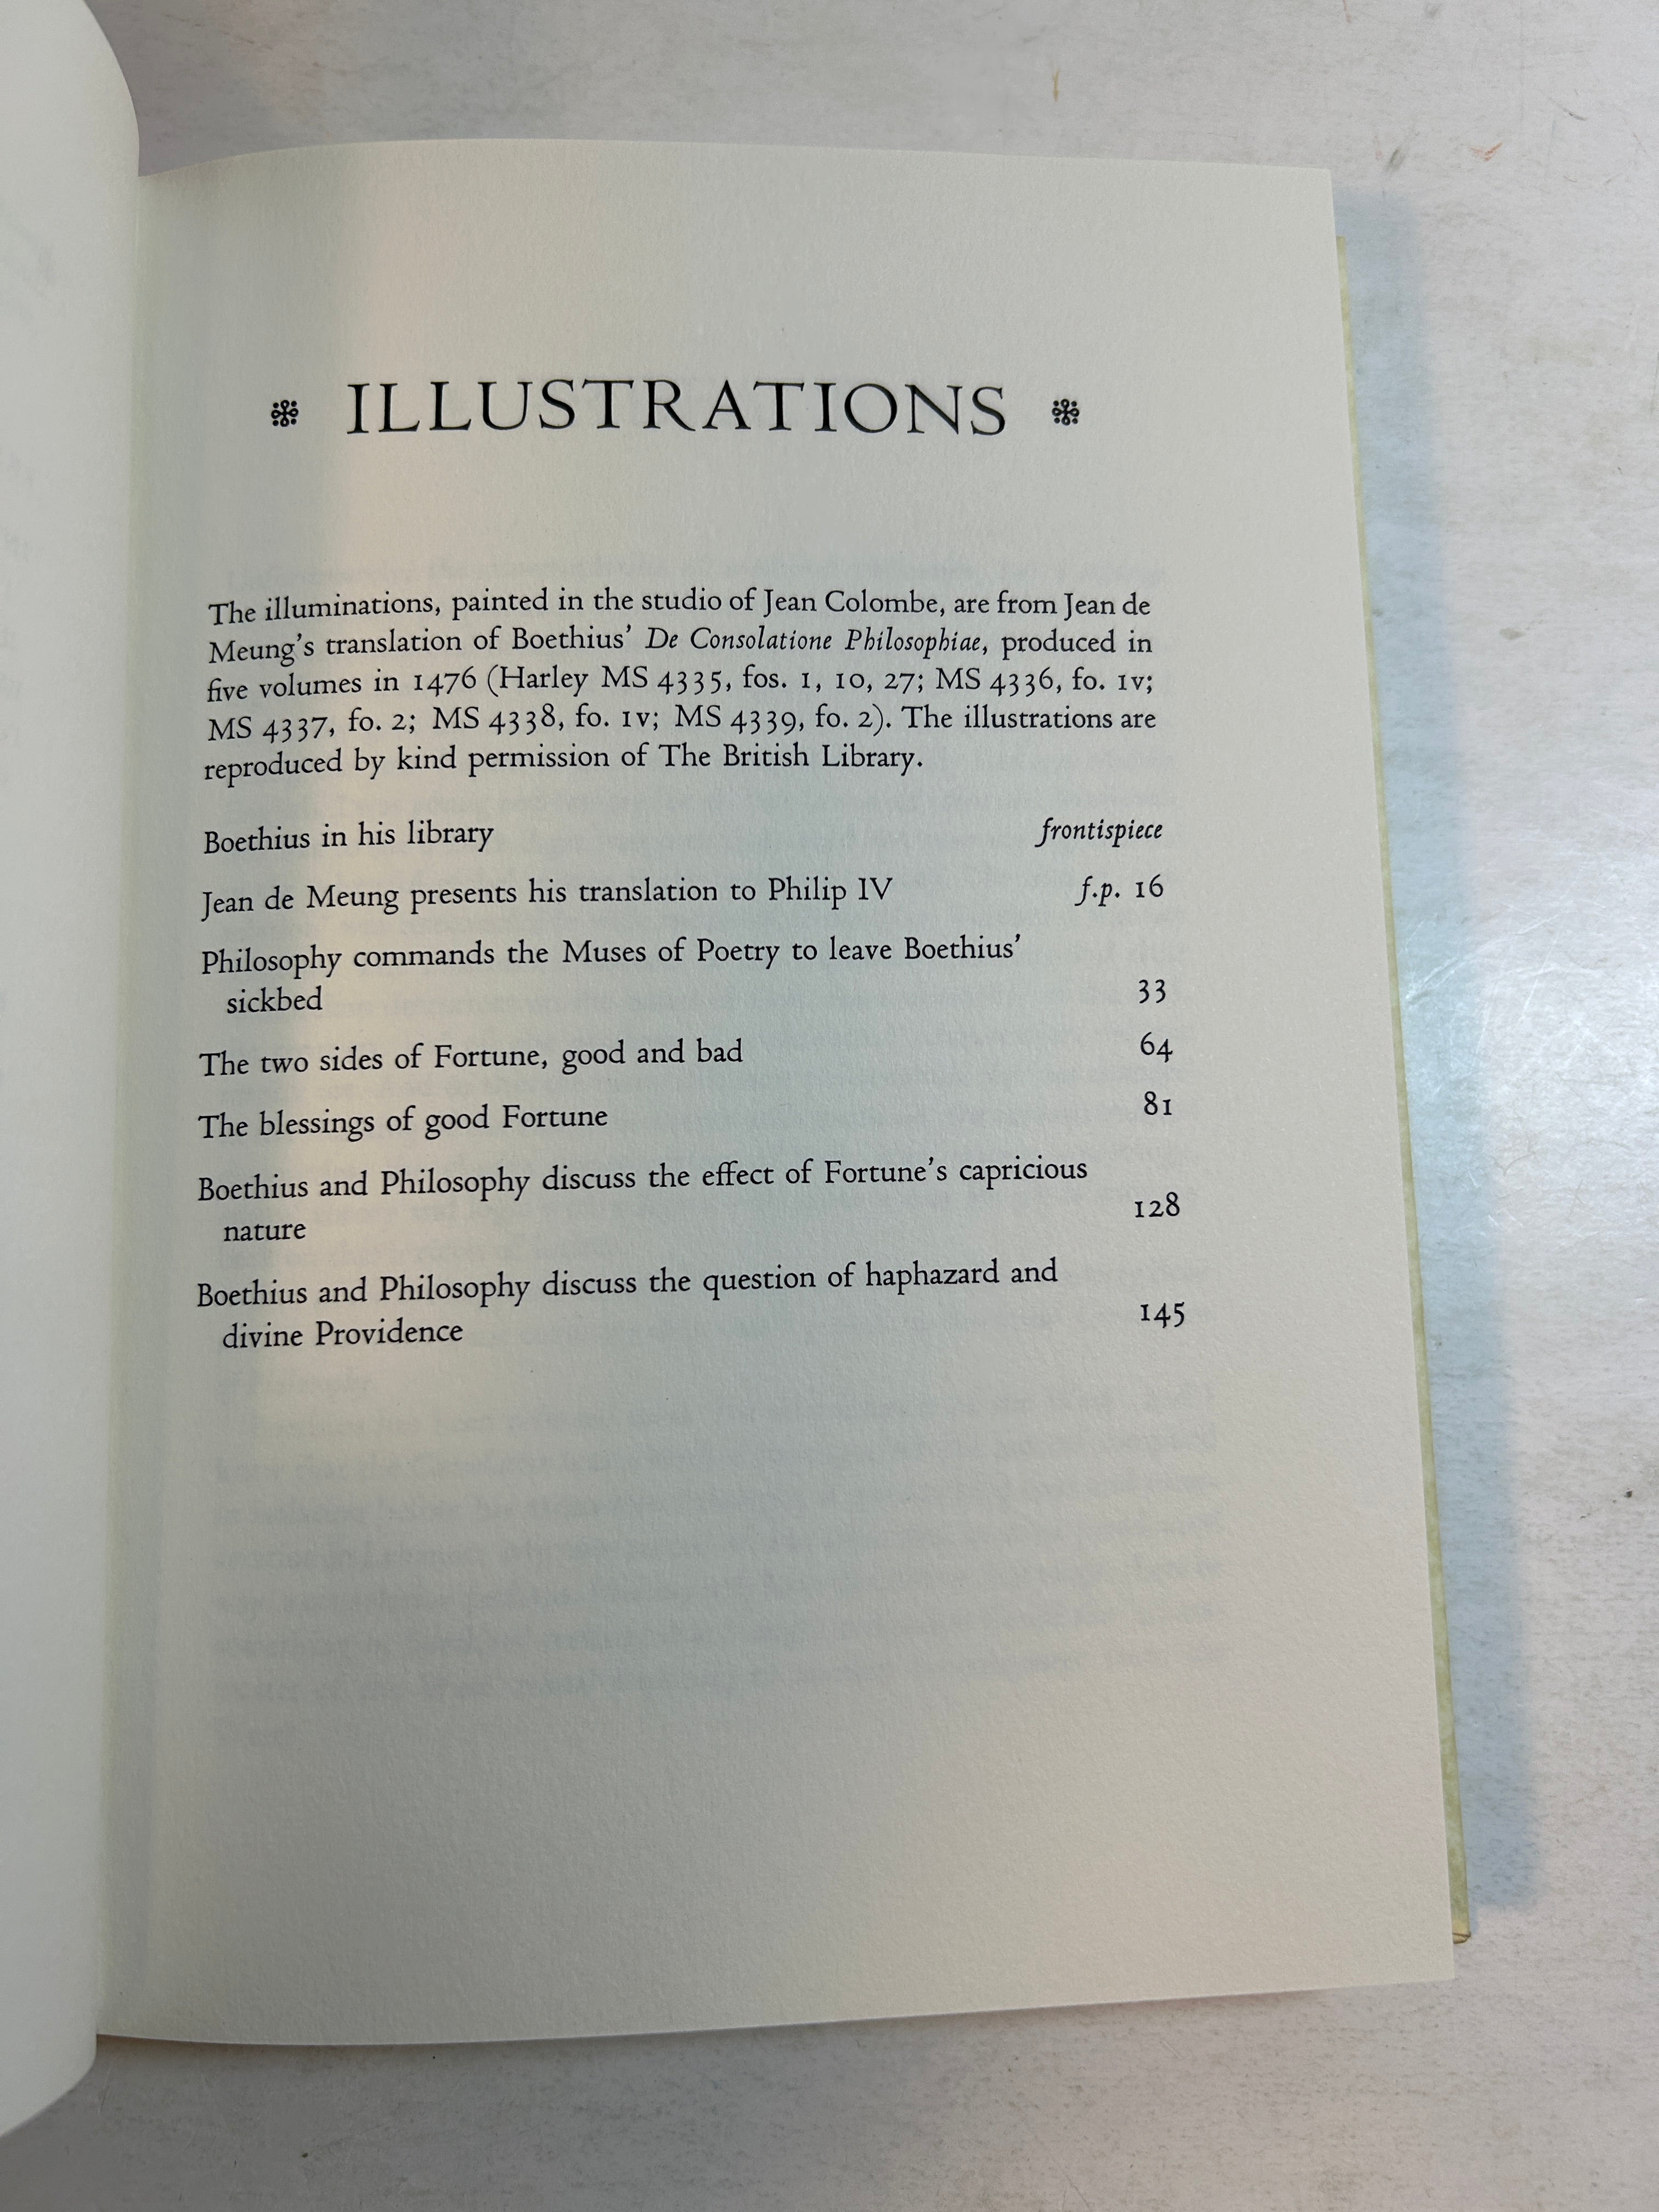 ILLUSTRATIONS
The illuminations, painted in the studio of Jean Colombe, are from Jean de
Meung's translation of Boethius' De Consolatione Philosophiae, produced in
five volumes in 1476 (Harley MS 4335, fos. 1, 10, 27; MS 4336, fo. 1v;
MS 4337, fo. 2; MS 4338, fo. 1v; MS 4339, fo. 2). The illustrations are
reproduced by kind permission of The British Library.
Boethius in his library frontispiece
Jean de Meung presents his translation to Philip IV f.p. 16
Philosophy commands the Muses of Poetry to leave Boethius'
sickbed 33
The two sides of Fortune, good and bad 64
The blessings of good Fortune 81
Boethius and Philosophy discuss the effect of Fortune's capricious
nature 128
Boethius and Philosophy discuss the question of haphazard and
divine Providence 145